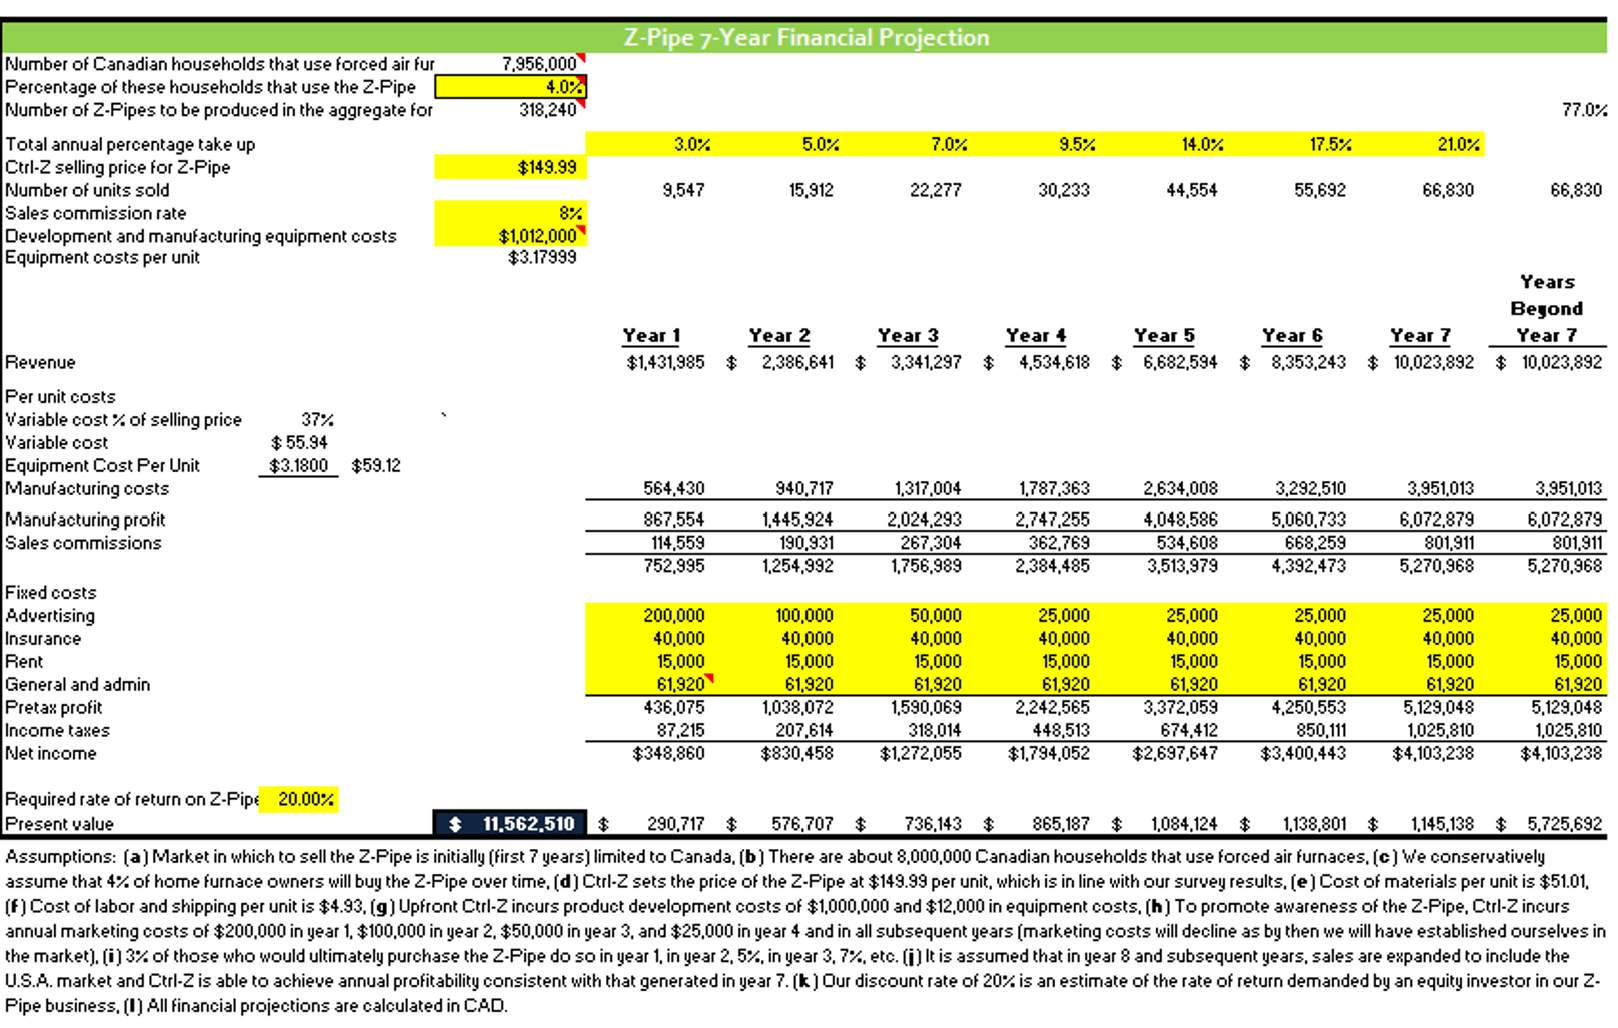 Z-Pipe 7-Year Financial Projection
Number of Canadian households that use forced air fur 7,956,000
Percentage of these households that use the Z-Pipe 4.0%
Number of Z-Pipes to be produced in the aggregate for 318,240 77.0%
Total annual percentage take up 3.0% 5.0% 7.0% 9.5% 14.0% 17.5% 21.0%
Ctrl-Z selling price for Z-Pipe $149.99
Number of units sold 9,547 15,912 22,277 30,233 44,554 55,692 66,830 66,830
Sales commission rate 8%
Development and manufacturing equipment costs $1,012,000
Equipment costs per unit $3.17999
Years
Beyond
Year 1 Year 2 Year 3 Year 4 Year 5 Year 6 Year 7 Year 7
Revenue $1,431,985 $ 2,386,641 $ 3,341,297 $ 4,534,618 $ 6,682,594 $ 8,353,243 $ 10,023,892 $ 10,023,892
Per unit costs
Variable cost % of selling price 37% `
Variable cost $ 55.94
Equipment Cost Per Unit $3.1800 $59.12
Manufacturing costs 564,430 940,717 1,317,004 1,787,363 2,634,008 3,292,510 3,951,013 3,951,013
Manufacturing profit 867,554 1,445,924 2,024,293 2,747,255 4,048,586 5,060,733 6,072,879 6,072,879
Sales commissions 114,559 190,931 267,304 362,769 534,608 668,259 801,911 801,911
752,995 1,254,992 1,756,989 2,384,485 3,513,979 4,392,473 5,270,968 5,270,968
Fixed costs
Advertising 200,000 100,000 50,000 25,000 25,000 25,000 25,000 25,000
Insurance 40,000 40,000 40,000 40,000 40,000 40,000 40,000 40,000
Rent 15,000 15,000 15,000 15,000 15,000 15,000 15,000 15,000
General and admin 61,920 61,920 61,920 61,920 61,920 61,920 61,920 61,920
Pretax profit 436,075 1,038,072 1,590,069 2,242,565 3,372,059 4,250,553 5,129,048 5,129,048
Income taxes 87,215 207,614 318,014 448,513 674,412 850,111 1,025,810 1,025,810
Net income $348,860 $830,458 $1,272,055 $1,794,052 $2,697,647 $3,400,443 $4,103,238 $4,103,238
Required rate of return on Z-Pipe 20.00%
Present value $ 11,562,510 $ 290,717 $ 576,707 $ 736,143 $ 865,187 $ 1,084,124 $ 1,138,801 $ 1,145,138 $ 5,725,692
Assumptions: (a) Market in which to sell the Z-Pipe is initially (first 7 years) limited to Canada, (b) There are about 8,000,000 Canadian households that use forced air furnaces, (c) We conservatively
assume that 4% of home furnace owners will buy the Z-Pipe over time, (d) Ctrl-Z sets the price of the Z-Pipe at $149.99 per unit, which is in line with our survey results, (e) Cost of materials per unit is $51.01,
(f) Cost of labor and shipping per unit is $4.93, (g) Upfront Ctrl-Z incurs product development costs of $1,000,000 and $12,000 in equipment costs, (h) To promote awareness of the Z-Pipe, Ctrl-Z incurs
annual marketing costs of $200,000 in year 1, $100,000 in year 2, $50,000 in year 3, and $25,000 in year 4 and in all subsequent years (marketing costs will decline as by then we will have established ourselves in
the market), (i) 3% of those who would ultimately purchase the Z-Pipe do so in year 1, in year 2, 5%, in year 3, 7%, etc. (j) It is assumed that in year 8 and subsequent years, sales are expanded to include the
U.S.A. market and Ctrl-Z is able to achieve annual profitability consistent with that generated in year 7. (k) Our discount rate of 20% is an estimate of the rate of return demanded by an equity investor in our Z-
Pipe business, (l) All financial projections are calculated in CAD.